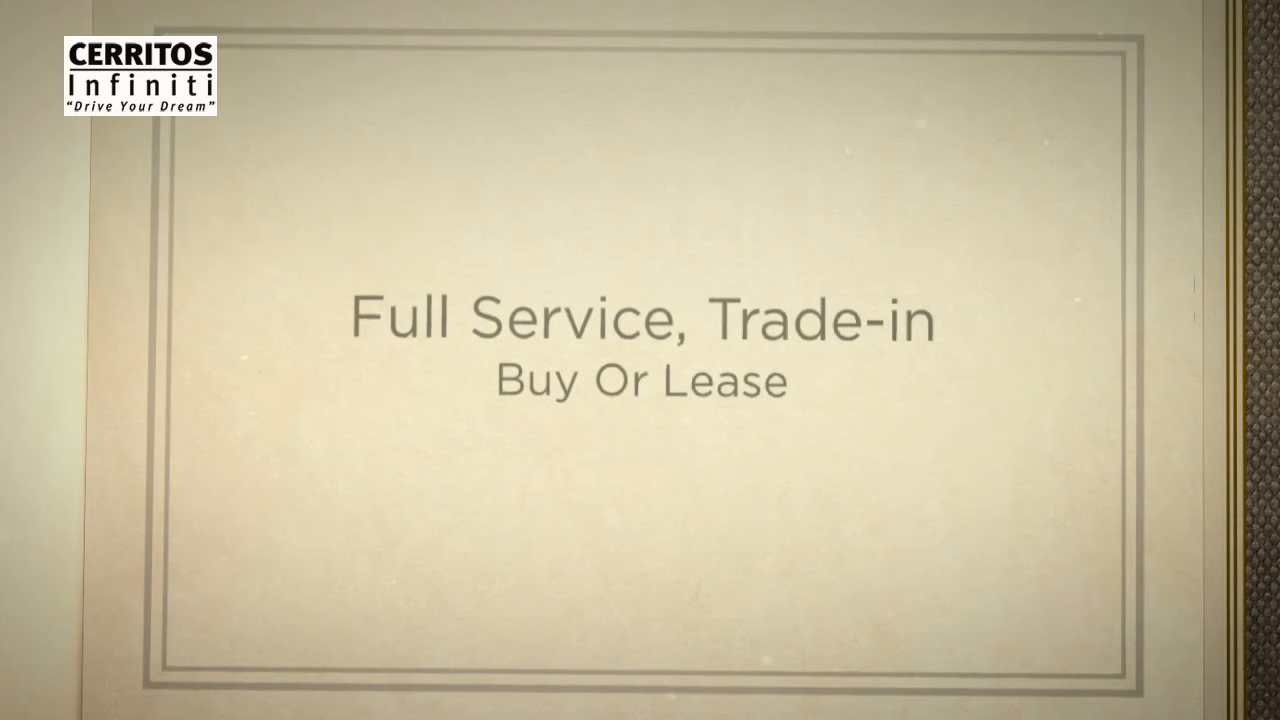 CERRITOS
Infiniti
“Drive Your Dream”
Full Service, Trade-in
Buy Or Lease